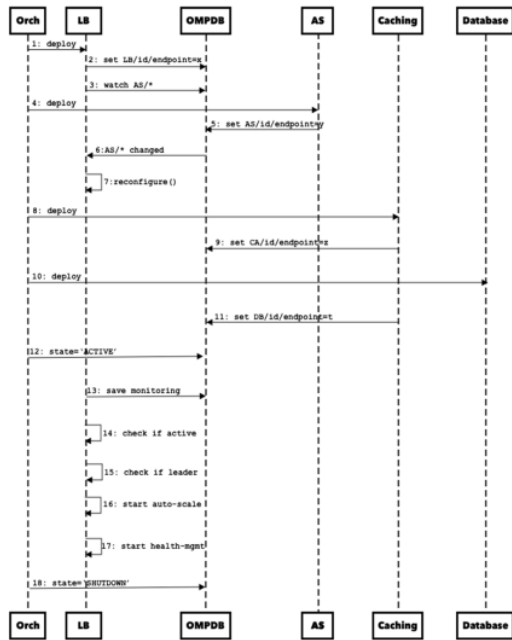 Orch LB OMPDB AS Caching Database
1: deploy
2: set LB/id/endpoint=x
3: watch AS/*
4: deploy
5: set AS/id/endpoint=y
6:AS/* changed
7:reconfigure()
8: deploy
9: set CA/id/endpoint=z
10: deploy
11: set DB/id/endpoint=t
12: state='ACTIVE'
13: save monitoring
14: check if active
15: check if leader
16: start auto-scale
17: start health-mgmt
18: state='SHUTDOWN'
Orch LB OMPDB AS Caching Database